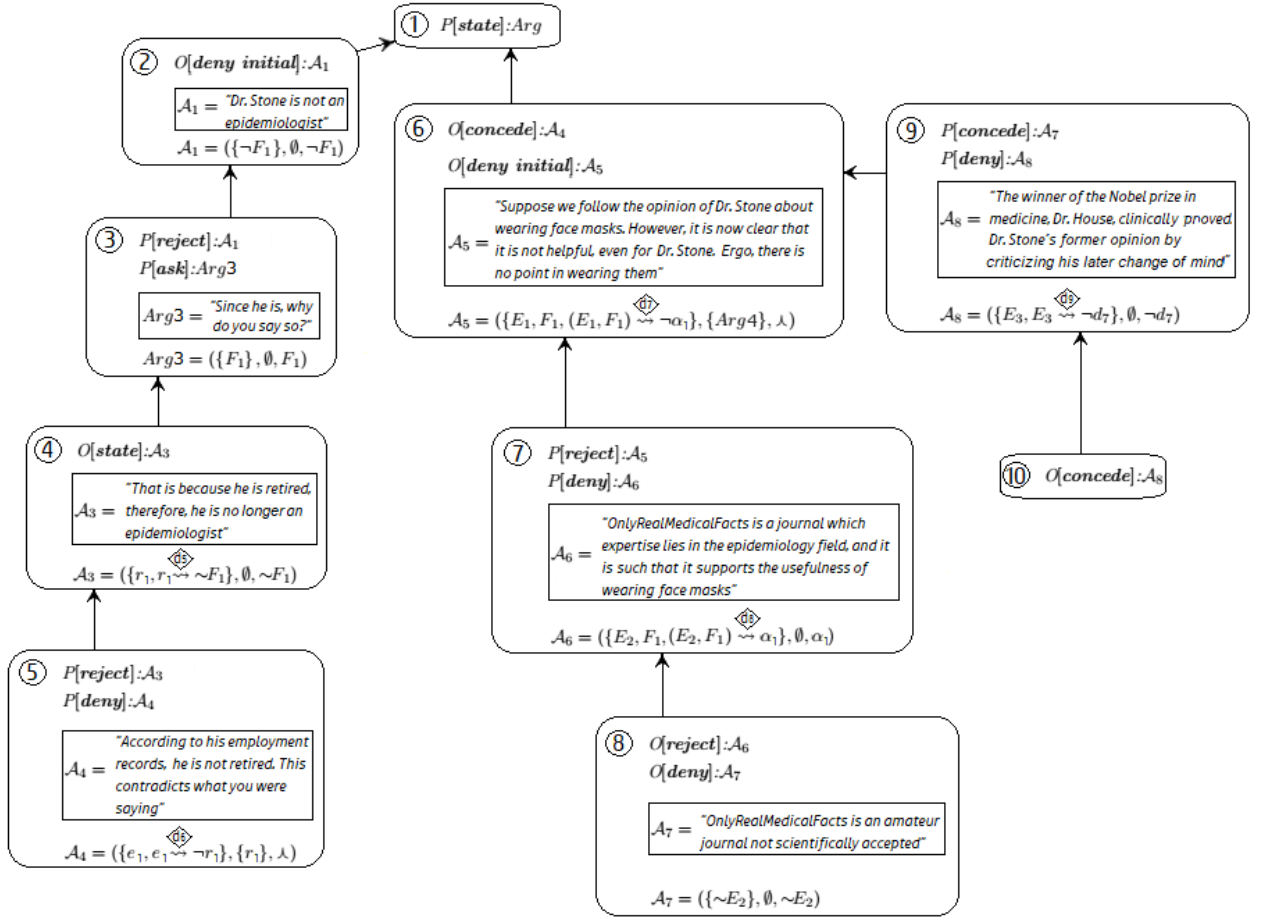 ① P[state]:Arg
② O[deny initial]:𝒜₁
𝒜₁ = "Dr. Stone is not an
epidemiologist"
𝒜₁ = ({¬F₁}, ∅, ¬F₁)
③ P[reject]:𝒜₁
P[ask]:Arg3
Arg3 = "Since he is, why
do you say so?"
Arg3 = ({F₁}, ∅, F₁)
④ O[state]:𝒜₃
𝒜₃ = "That is because he is retired,
therefore, he is no longer an
epidemiologist"
d5
𝒜₃ = ({r₁, r₁ ⇝ ∼F₁}, ∅, ∼F₁)
⑤ P[reject]:𝒜₃
P[deny]:𝒜₄
𝒜₄ = "According to his employment
records, he is not retired. This
contradicts what you were
saying"
d6
𝒜₄ = ({e₁, e₁ ⇝ ¬r₁}, {r₁}, ⅄)
⑥ O[concede]:𝒜₄
O[deny initial]:𝒜₅
𝒜₅ = "Suppose we follow the opinion of Dr. Stone about
wearing face masks. However, it is now clear that
it is not helpful, even for Dr. Stone. Ergo, there is
no point in wearing them"
d7
𝒜₅ = ({E₁, F₁, (E₁, F₁) ⇝ ¬α₁}, {Arg4}, ⅄)
⑦ P[reject]:𝒜₅
P[deny]:𝒜₆
𝒜₆ = "OnlyRealMedicalFacts is a journal which
expertise lies in the epidemiology field, and it
is such that it supports the usefulness of
wearing face masks"
d8
𝒜₆ = ({E₂, F₁, (E₂, F₁) ⇝ α₁}, ∅, α₁)
⑧ O[reject]:𝒜₆
O[deny]:𝒜₇
𝒜₇ = "OnlyRealMedicalFacts is an amateur
journal not scientifically accepted"
𝒜₇ = ({∼E₂}, ∅, ∼E₂)
⑨ P[concede]:𝒜₇
P[deny]:𝒜₈
𝒜₈ = "The winner of the Nobel prize in
medicine, Dr. House, clinically proved
Dr. Stone's former opinion by
criticizing his later change of mind"
d9
𝒜₈ = ({E₃, E₃ ⇝ ¬d₇}, ∅, ¬d₇)
⑩ O[concede]:𝒜₈